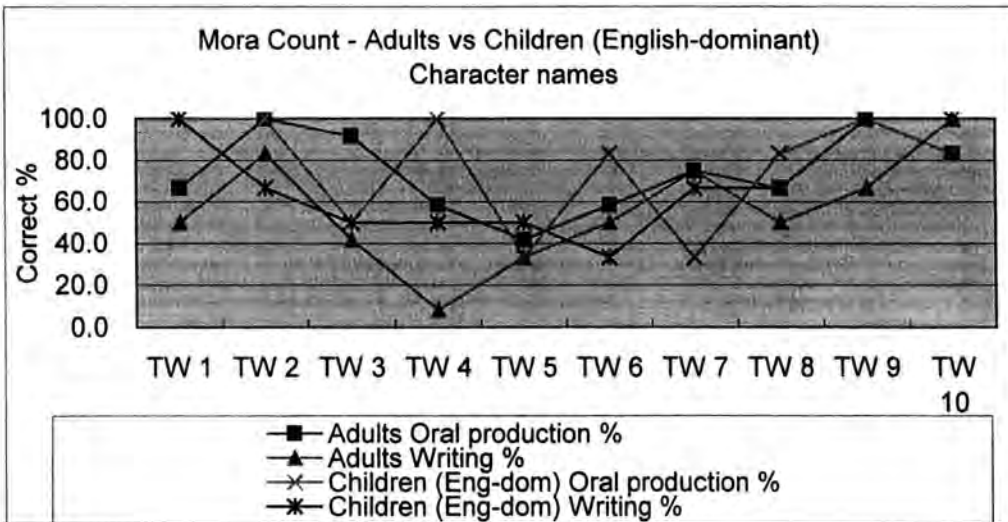 Mora Count - Adults vs Children (English-dominant)
Character names
Correct %
100.0
80.0
60.0
40.0
20.0
0.0
TW 1 TW 2 TW 3 TW 4 TW 5 TW 6 TW 7 TW 8 TW 9 TW 10
Adults Oral production %
Adults Writing %
Children (Eng-dom) Oral production %
Children (Eng-dom) Writing %